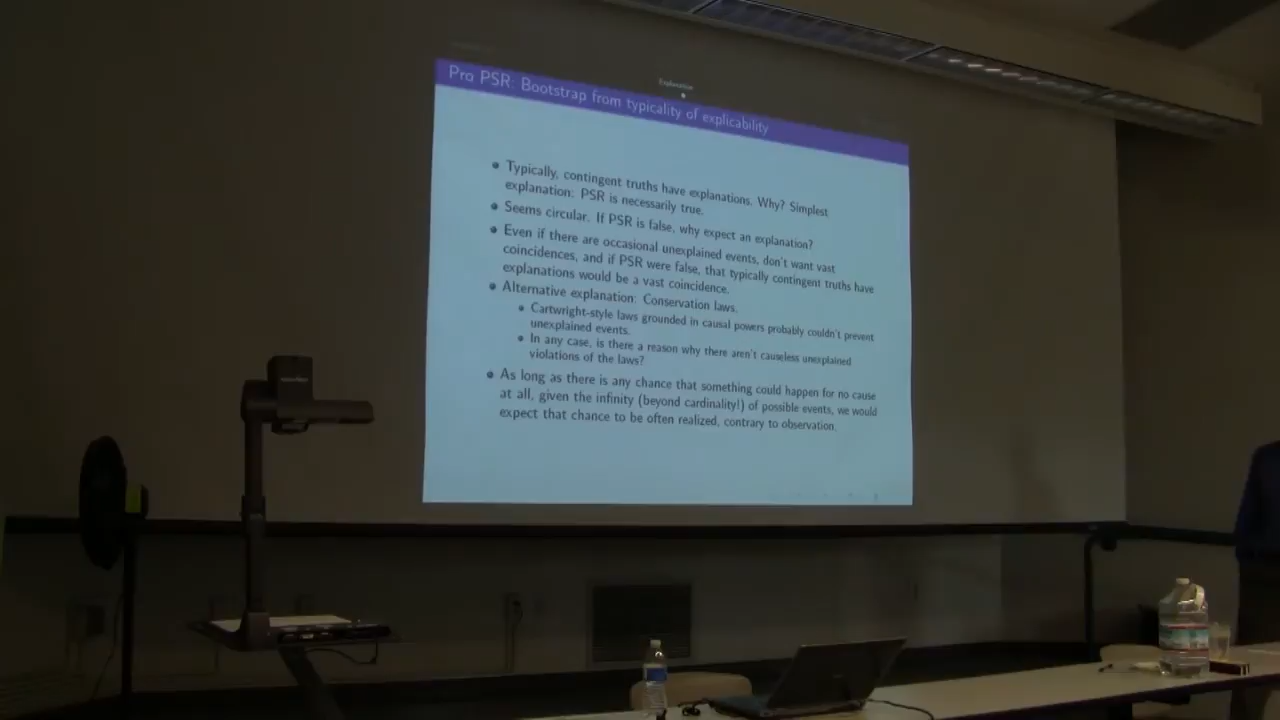 Explanation
Pro PSR: Bootstrap from typicality of explicability
Typically, contingent truths have explanations. Why? Simplest
explanation: PSR is necessarily true.
Seems circular. If PSR is false, why expect an explanation?
Even if there are occasional unexplained events, don't want vast
coincidences, and if PSR were false, that typically contingent truths have
explanations would be a vast coincidence.
Alternative explanation: Conservation laws.
Cartwright-style laws grounded in causal powers probably couldn't prevent
unexplained events.
In any case, is there a reason why there aren't causeless unexplained
violations of the laws?
As long as there is any chance that something could happen for no cause
at all, given the infinity (beyond cardinality!) of possible events, we would
expect that chance to be often realized, contrary to observation.